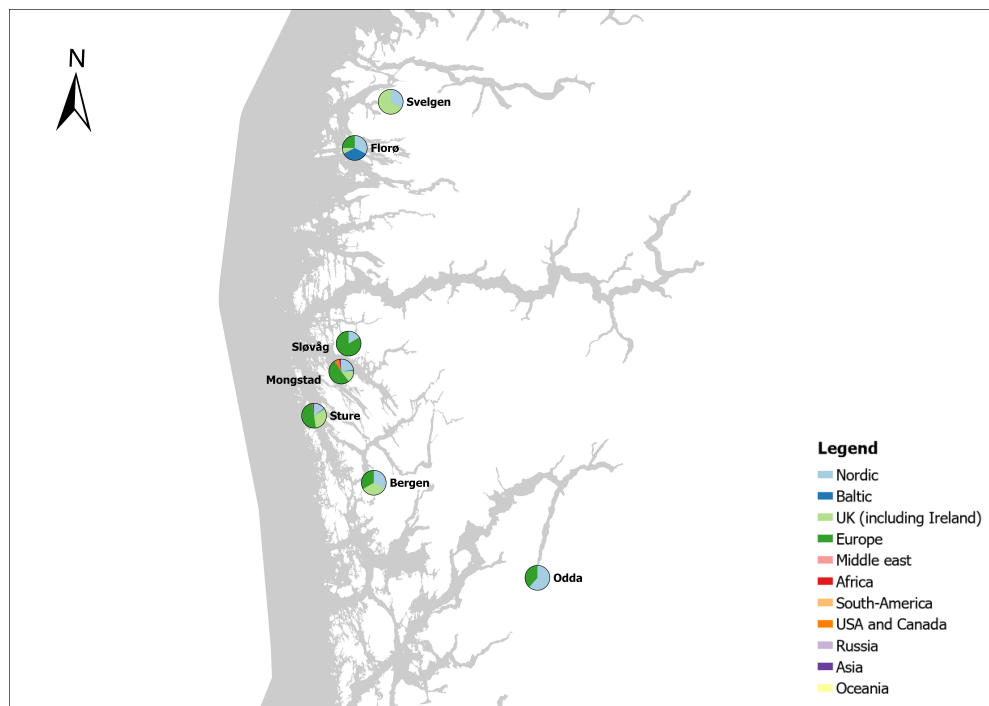 N
Svelgen
Florø
Sløvåg
Mongstad
Sture
Bergen
Odda
Legend
Nordic
Baltic
UK (including Ireland)
Europe
Middle east
Africa
South-America
USA and Canada
Russia
Asia
Oceania